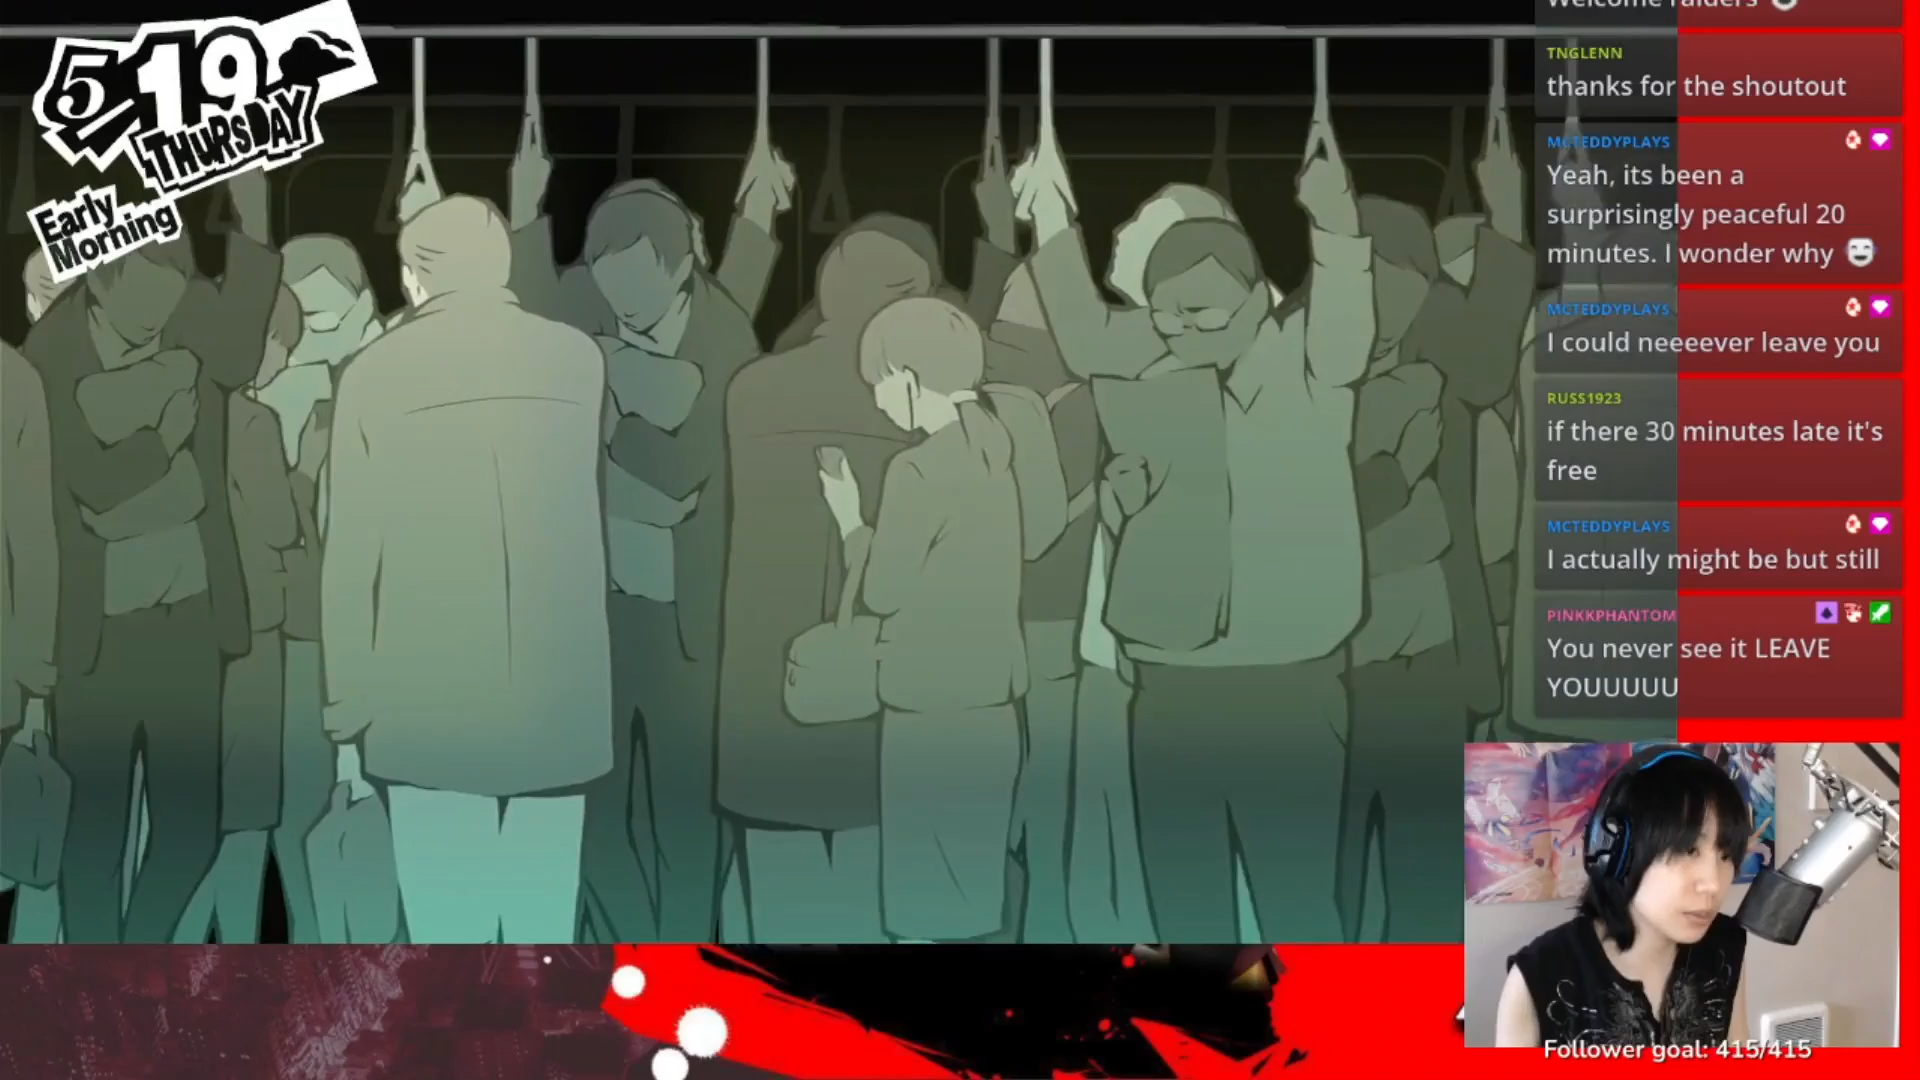 5/19
THURSDAY
Early
Morning
Welcome raiders
TNGLENN
thanks for the shoutout
MCTEDDYPLAYS
Yeah, its been a
surprisingly peaceful 20
minutes. I wonder why
MCTEDDYPLAYS
I could neeeever leave you
RUSS1923
if there 30 minutes late it's
free
MCTEDDYPLAYS
I actually might be but still
PINKKPHANTOM
You never see it LEAVE
YOUUUUU
Follower goal: 415/415